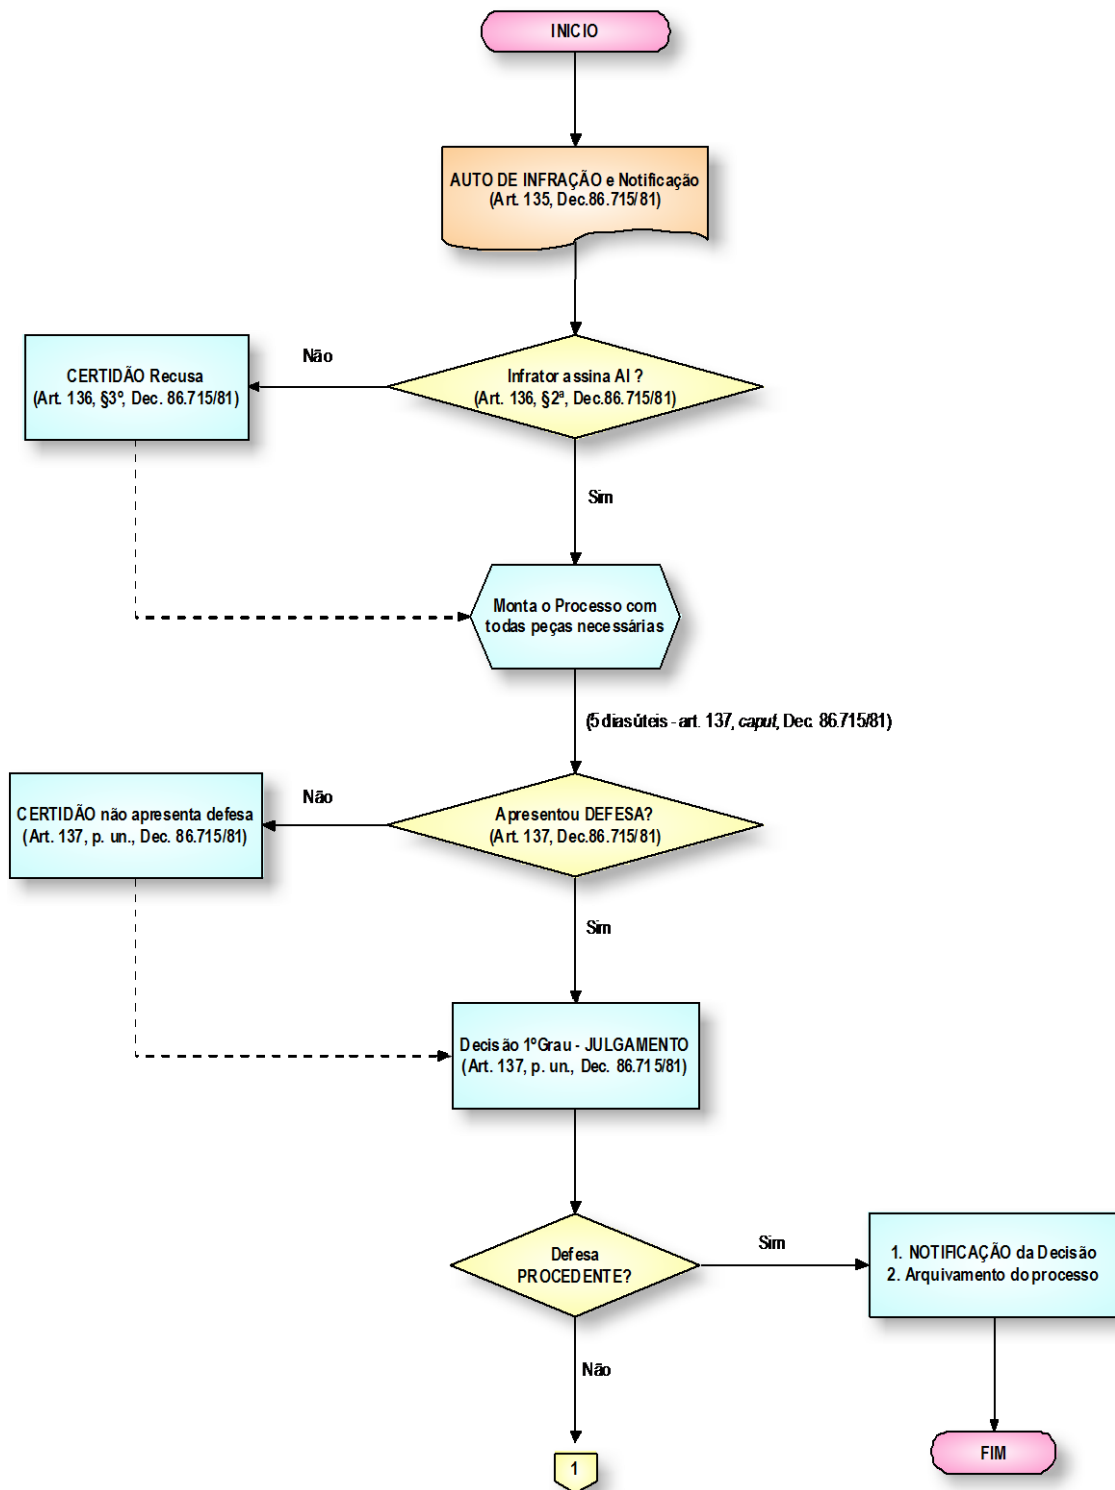 INICIO
AUTO DE INFRAÇÃO e Notificação
(Art. 135, Dec.86.715/81)
Infrator assina AI ?
(Art. 136, §2ª, Dec.86.715/81)
Não
CERTIDÃO Recusa
(Art. 136, §3º, Dec. 86.715/81)
Sim
Monta o Processo com
todas peças necessárias
(5 dias úteis - art. 137, caput, Dec. 86.715/81)
Apresentou DEFESA?
(Art. 137, Dec.86.715/81)
Não
CERTIDÃO não apresenta defesa
(Art. 137, p. un., Dec. 86.715/81)
Sim
Decisão 1ºGrau - JULGAMENTO
(Art. 137, p. un., Dec. 86.715/81)
Defesa
PROCEDENTE?
Sim
1. NOTIFICAÇÃO da Decisão
2. Arquivamento do processo
Não
FIM
1